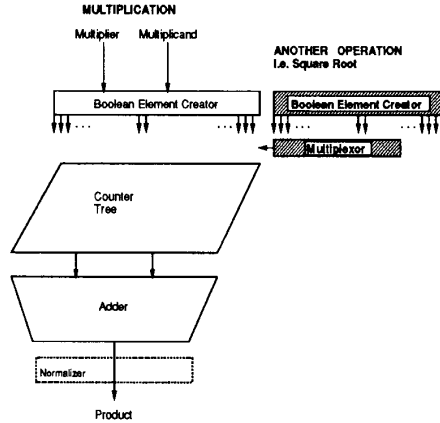 MULTIPLICATION
Multiplier Multiplicand
ANOTHER OPERATION
I.e. Square Root
Boolean Element Creator
Boolean Element Creator
Multiplexor
Counter
Tree
Adder
Normalizer
Product